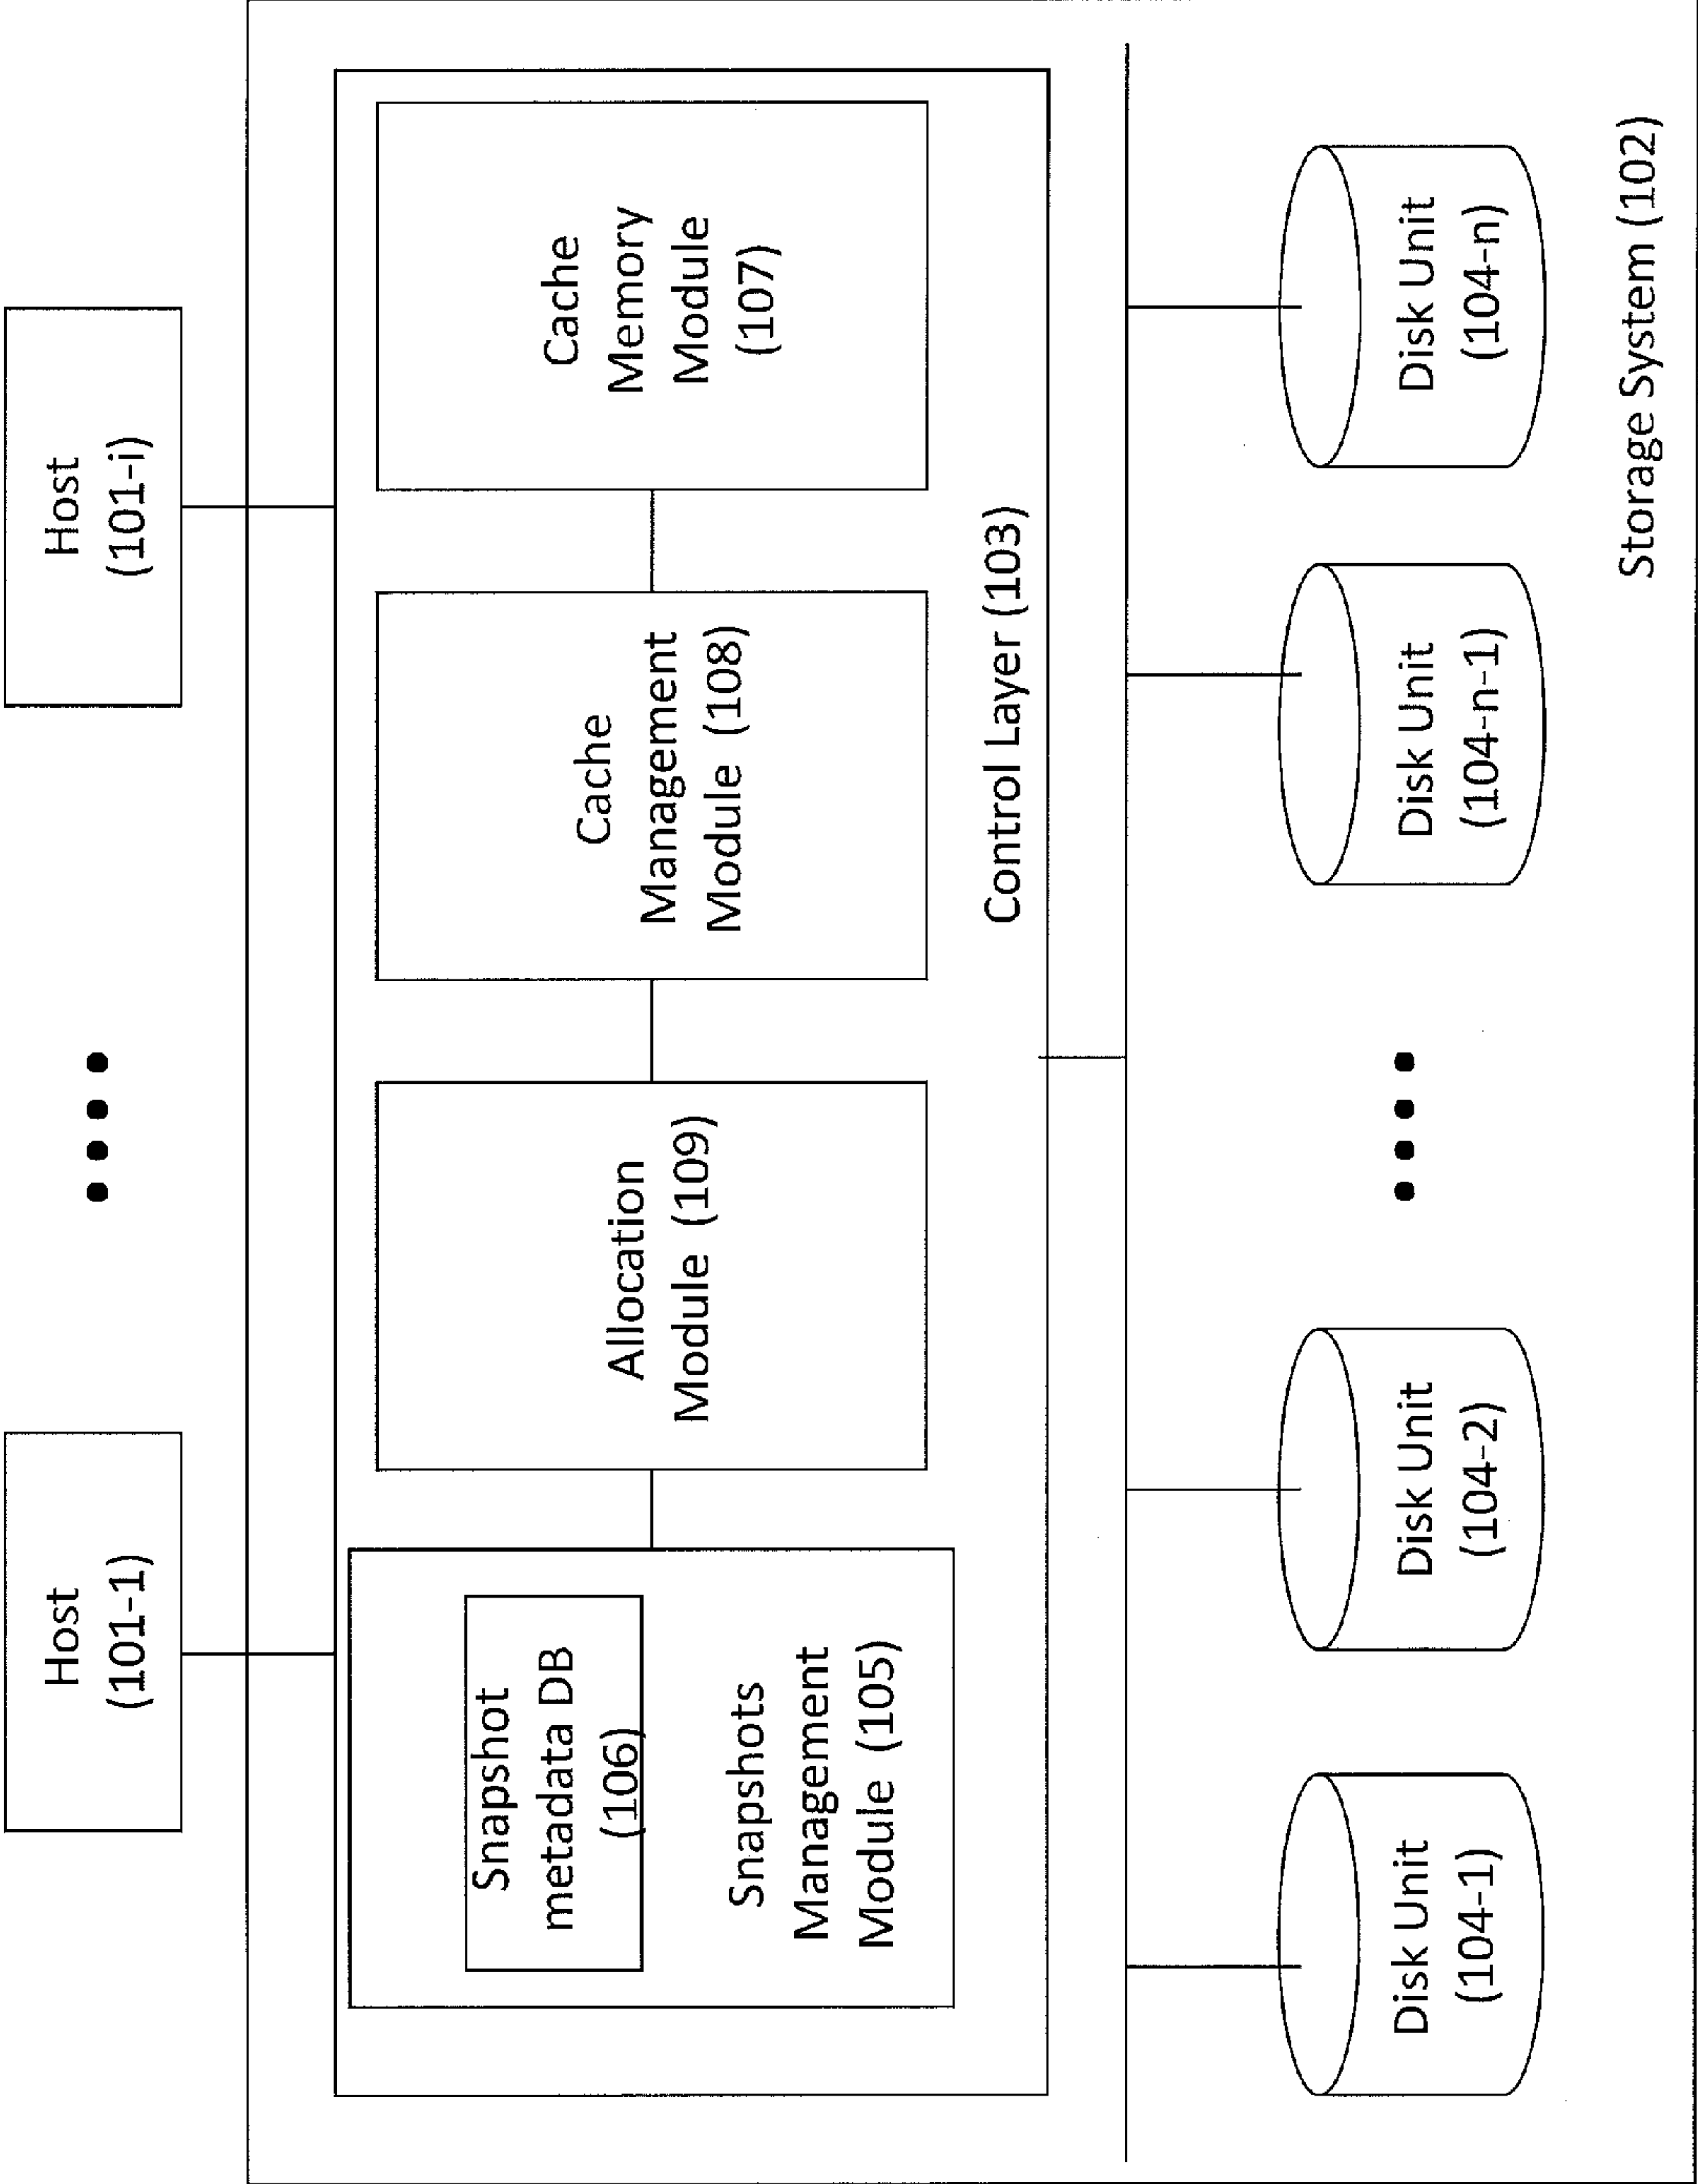 Host
(101-1)
Host
(101-i)
Snapshot
metadata DB
(106)
Snapshots
Management
Module (105)
Allocation
Module (109)
Cache
Management
Module (108)
Cache
Memory
Module
(107)
Control Layer (103)
Disk Unit
(104-1)
Disk Unit
(104-2)
Disk Unit
(104-n-1)
Disk Unit
(104-n)
Storage System (102)